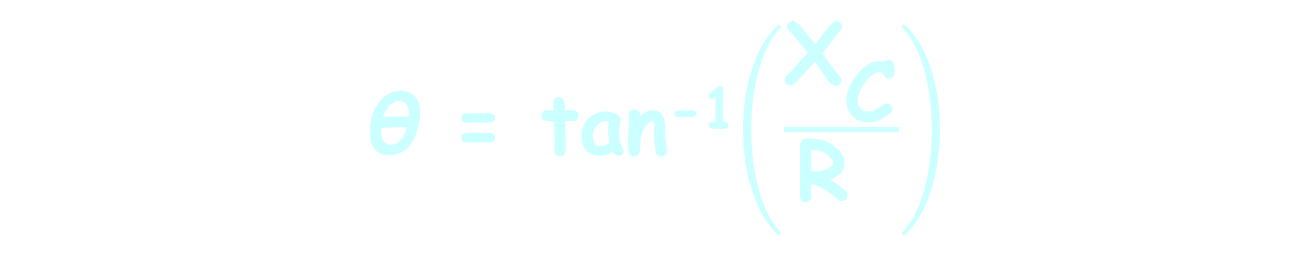 θ = tan⁻¹(X_C / R)